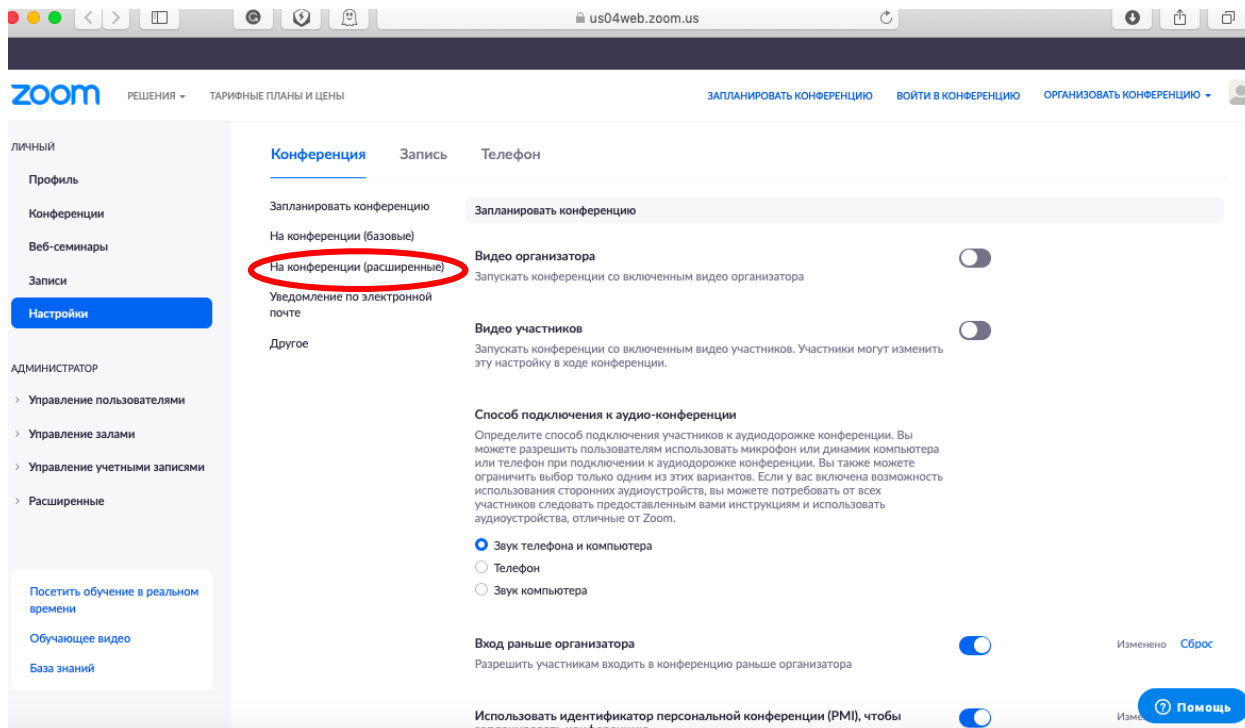 us04web.zoom.us
zoom
РЕШЕНИЯ
ТАРИФНЫЕ ПЛАНЫ И ЦЕНЫ
ЗАПЛАНИРОВАТЬ КОНФЕРЕНЦИЮ
ВОЙТИ В КОНФЕРЕНЦИЮ
ОРГАНИЗОВАТЬ КОНФЕРЕНЦИЮ
ЛИЧНЫЙ
Профиль
Конференции
Веб-семинары
Записи
Настройки
АДМИНИСТРАТОР
Управление пользователями
Управление залами
Управление учетными записями
Расширенные
Посетить обучение в реальном
времени
Обучающее видео
База знаний
Конференция
Запись
Телефон
Запланировать конференцию
На конференции (базовые)
На конференции (расширенные)
Уведомление по электронной
почте
Другое
Запланировать конференцию
Видео организатора
Запускать конференции со включенным видео организатора
Видео участников
Запускать конференции со включенным видео участников. Участники могут изменить
эту настройку в ходе конференции.
Способ подключения к аудио-конференции
Определите способ подключения участников к аудиодорожке конференции. Вы
можете разрешить пользователям использовать микрофон или динамик компьютера
или телефон при подключении к аудиодорожке конференции. Вы также можете
ограничить выбор только одним из этих вариантов. Если у вас включена возможность
использования сторонних аудиоустройств, вы можете потребовать от всех
участников следовать предоставленным вами инструкциям и использовать
аудиоустройства, отличные от Zoom.
Звук телефона и компьютера
Телефон
Звук компьютера
Вход раньше организатора
Изменено Сброс
Разрешить участникам входить в конференцию раньше организатора
Использовать идентификатор персональной конференции (PMI), чтобы
Помощь